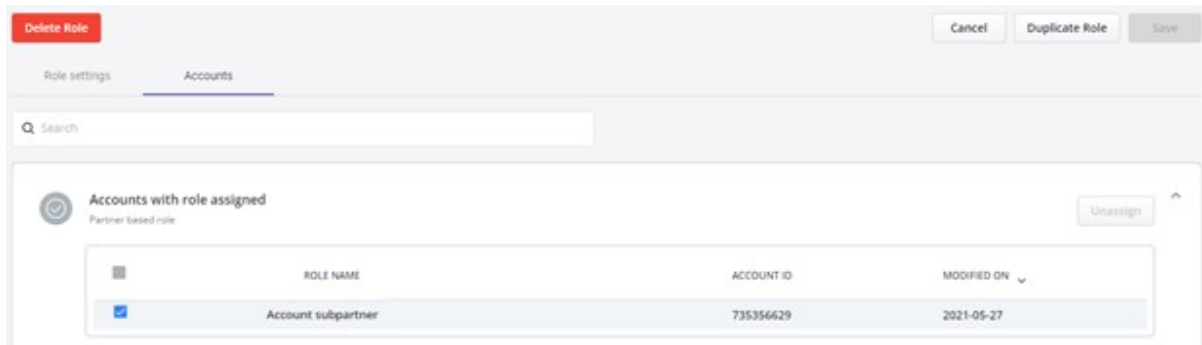 Delete Role Cancel Duplicate Role Save
Role settings Accounts
Search
Accounts with role assigned
Partner based role
Unassign
ROLE NAME ACCOUNT ID MODIFIED ON
Account subpartner 735356629 2021-05-27